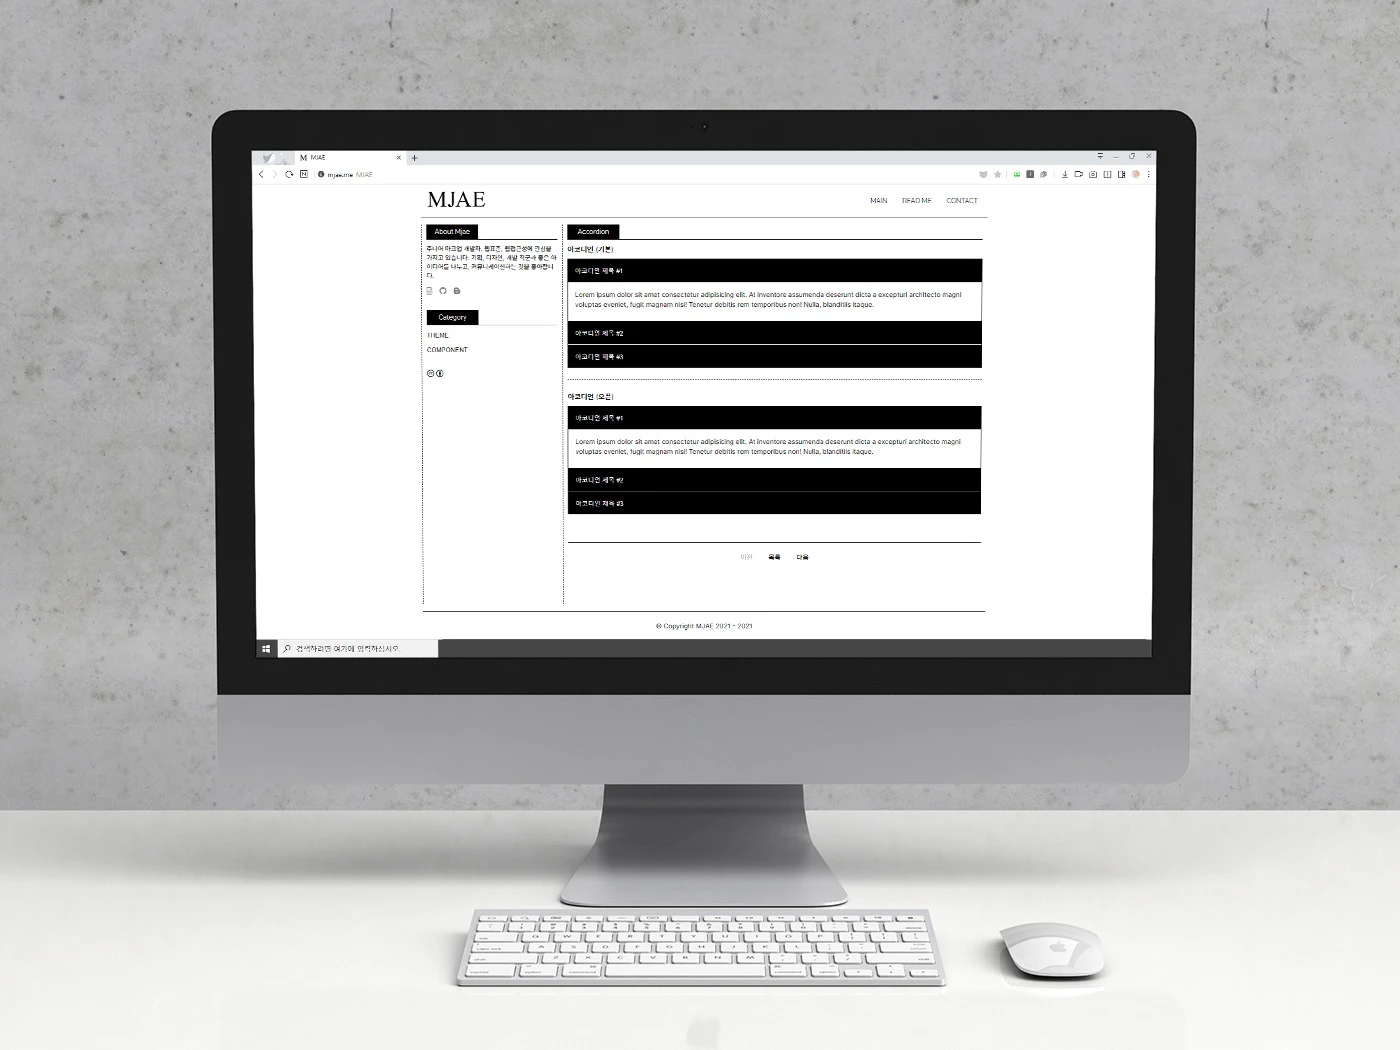 M MJAE
mjae.me MJAE
MJAE
MAIN READ ME CONTACT
About Mjae
주니어 마크업 개발자. 웹표준, 웹접근성에 관심을
가지고 있습니다. 기획, 디자인, 개발 직군과 좋은 아
이디어를 나누고, 커뮤니케이션하는 것을 좋아합니
다.
Category
THEME
COMPONENT
Accordion
아코디언 (기본)
아코디언 제목 #1
Lorem ipsum dolor sit amet consectetur adipisicing elit. At inventore assumenda deserunt dicta a excepturi architecto magni
voluptas eveniet, fugit magnam nisi! Tenetur debitis rem temporibus non! Nulla, blanditiis itaque.
아코디언 제목 #2
아코디언 제목 #3
아코디언 (오픈)
아코디언 제목 #1
Lorem ipsum dolor sit amet consectetur adipisicing elit. At inventore assumenda deserunt dicta a excepturi architecto magni
voluptas eveniet, fugit magnam nisi! Tenetur debitis rem temporibus non! Nulla, blanditiis itaque.
아코디언 제목 #2
아코디언 제목 #3
이전 목록 다음
© Copyright MJAE 2021 - 2021
검색하려면 여기에 입력하십시오.